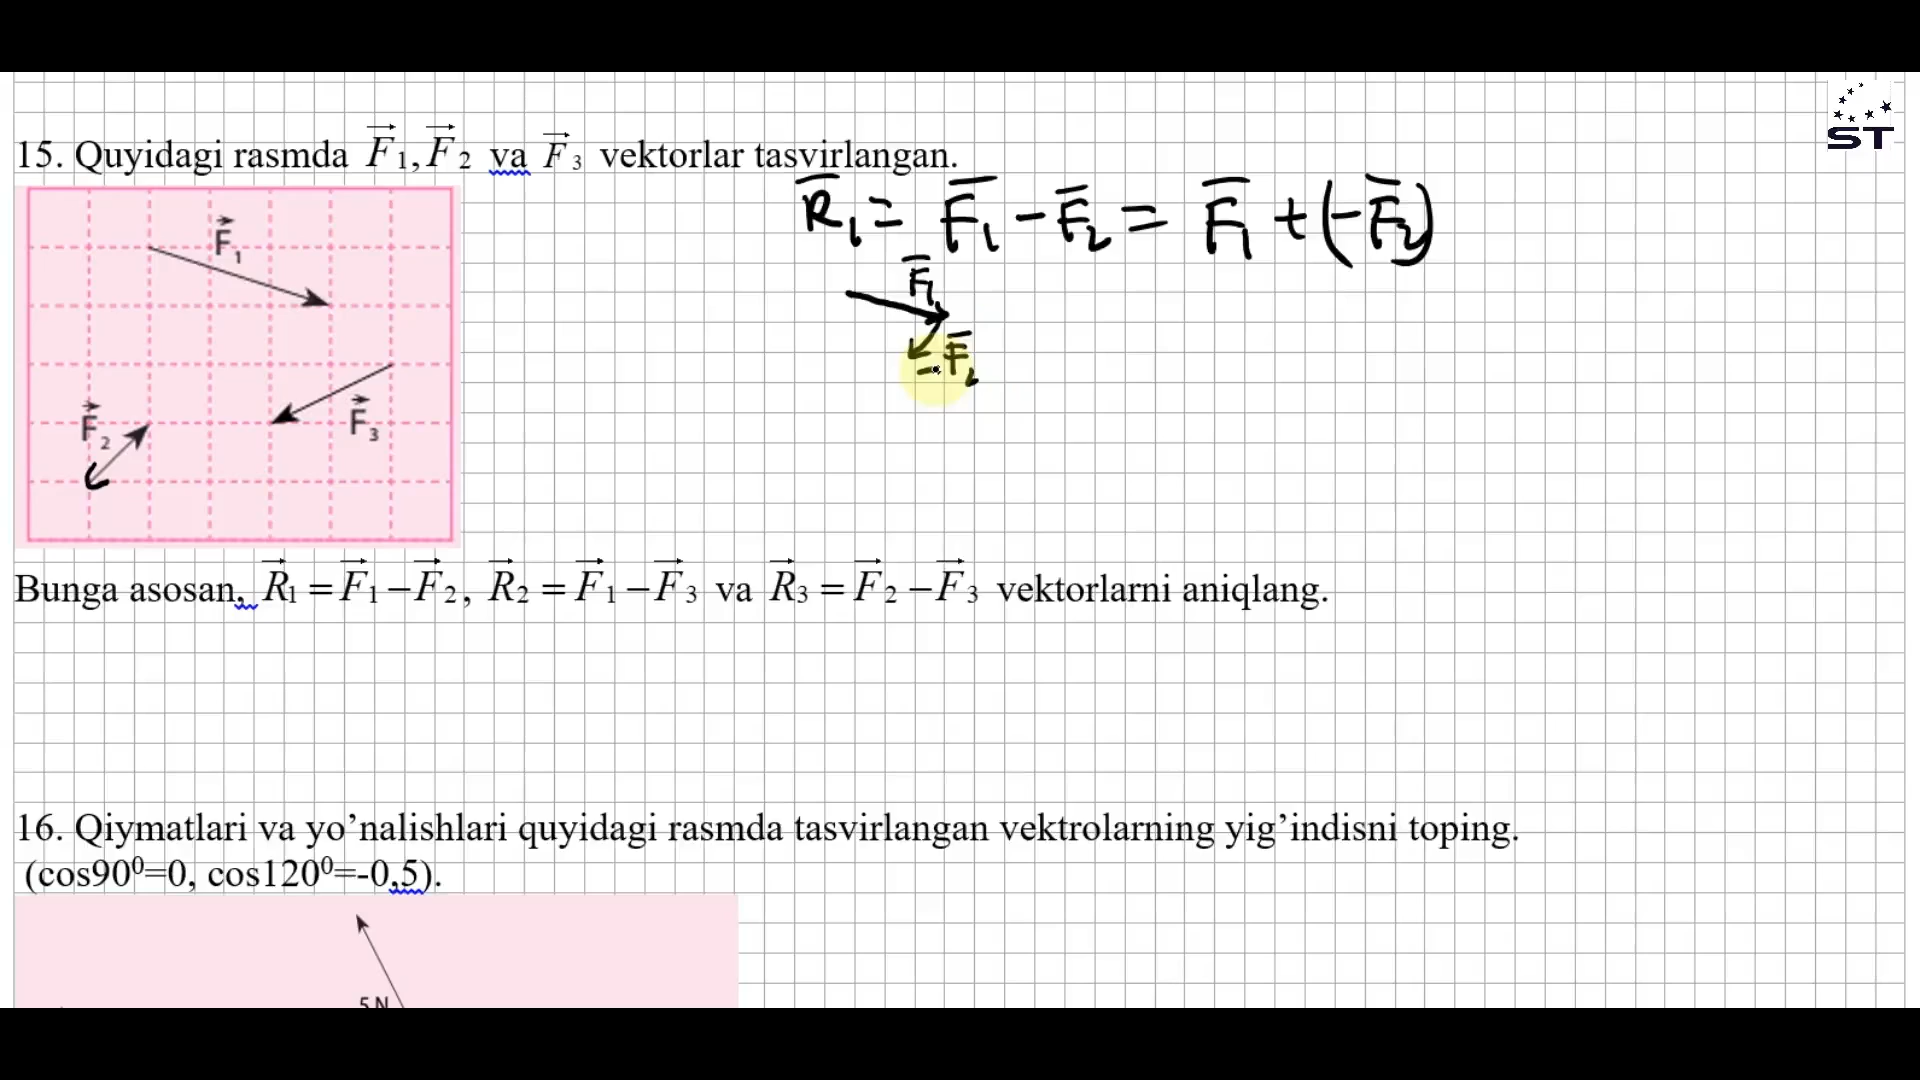 ST
15. Quyidagi rasmda F⃗₁, F⃗₂ va F⃗₃ vektorlar tasvirlangan.
R̅₁ = F̅₁ - F̅₂ = F̅₁ + (-F̅₂)
F⃗₁
F̅₁
-F̅₂
F⃗₂
F⃗₃
Bunga asosan, R⃗₁ = F⃗₁ − F⃗₂, R⃗₂ = F⃗₁ − F⃗₃ va R⃗₃ = F⃗₂ − F⃗₃ vektorlarni aniqlang.
16. Qiymatlari va yo’nalishlari quyidagi rasmda tasvirlangan vektrolarning yig’indisni toping.
(cos90⁰=0, cos120⁰=-0,5).
5 N